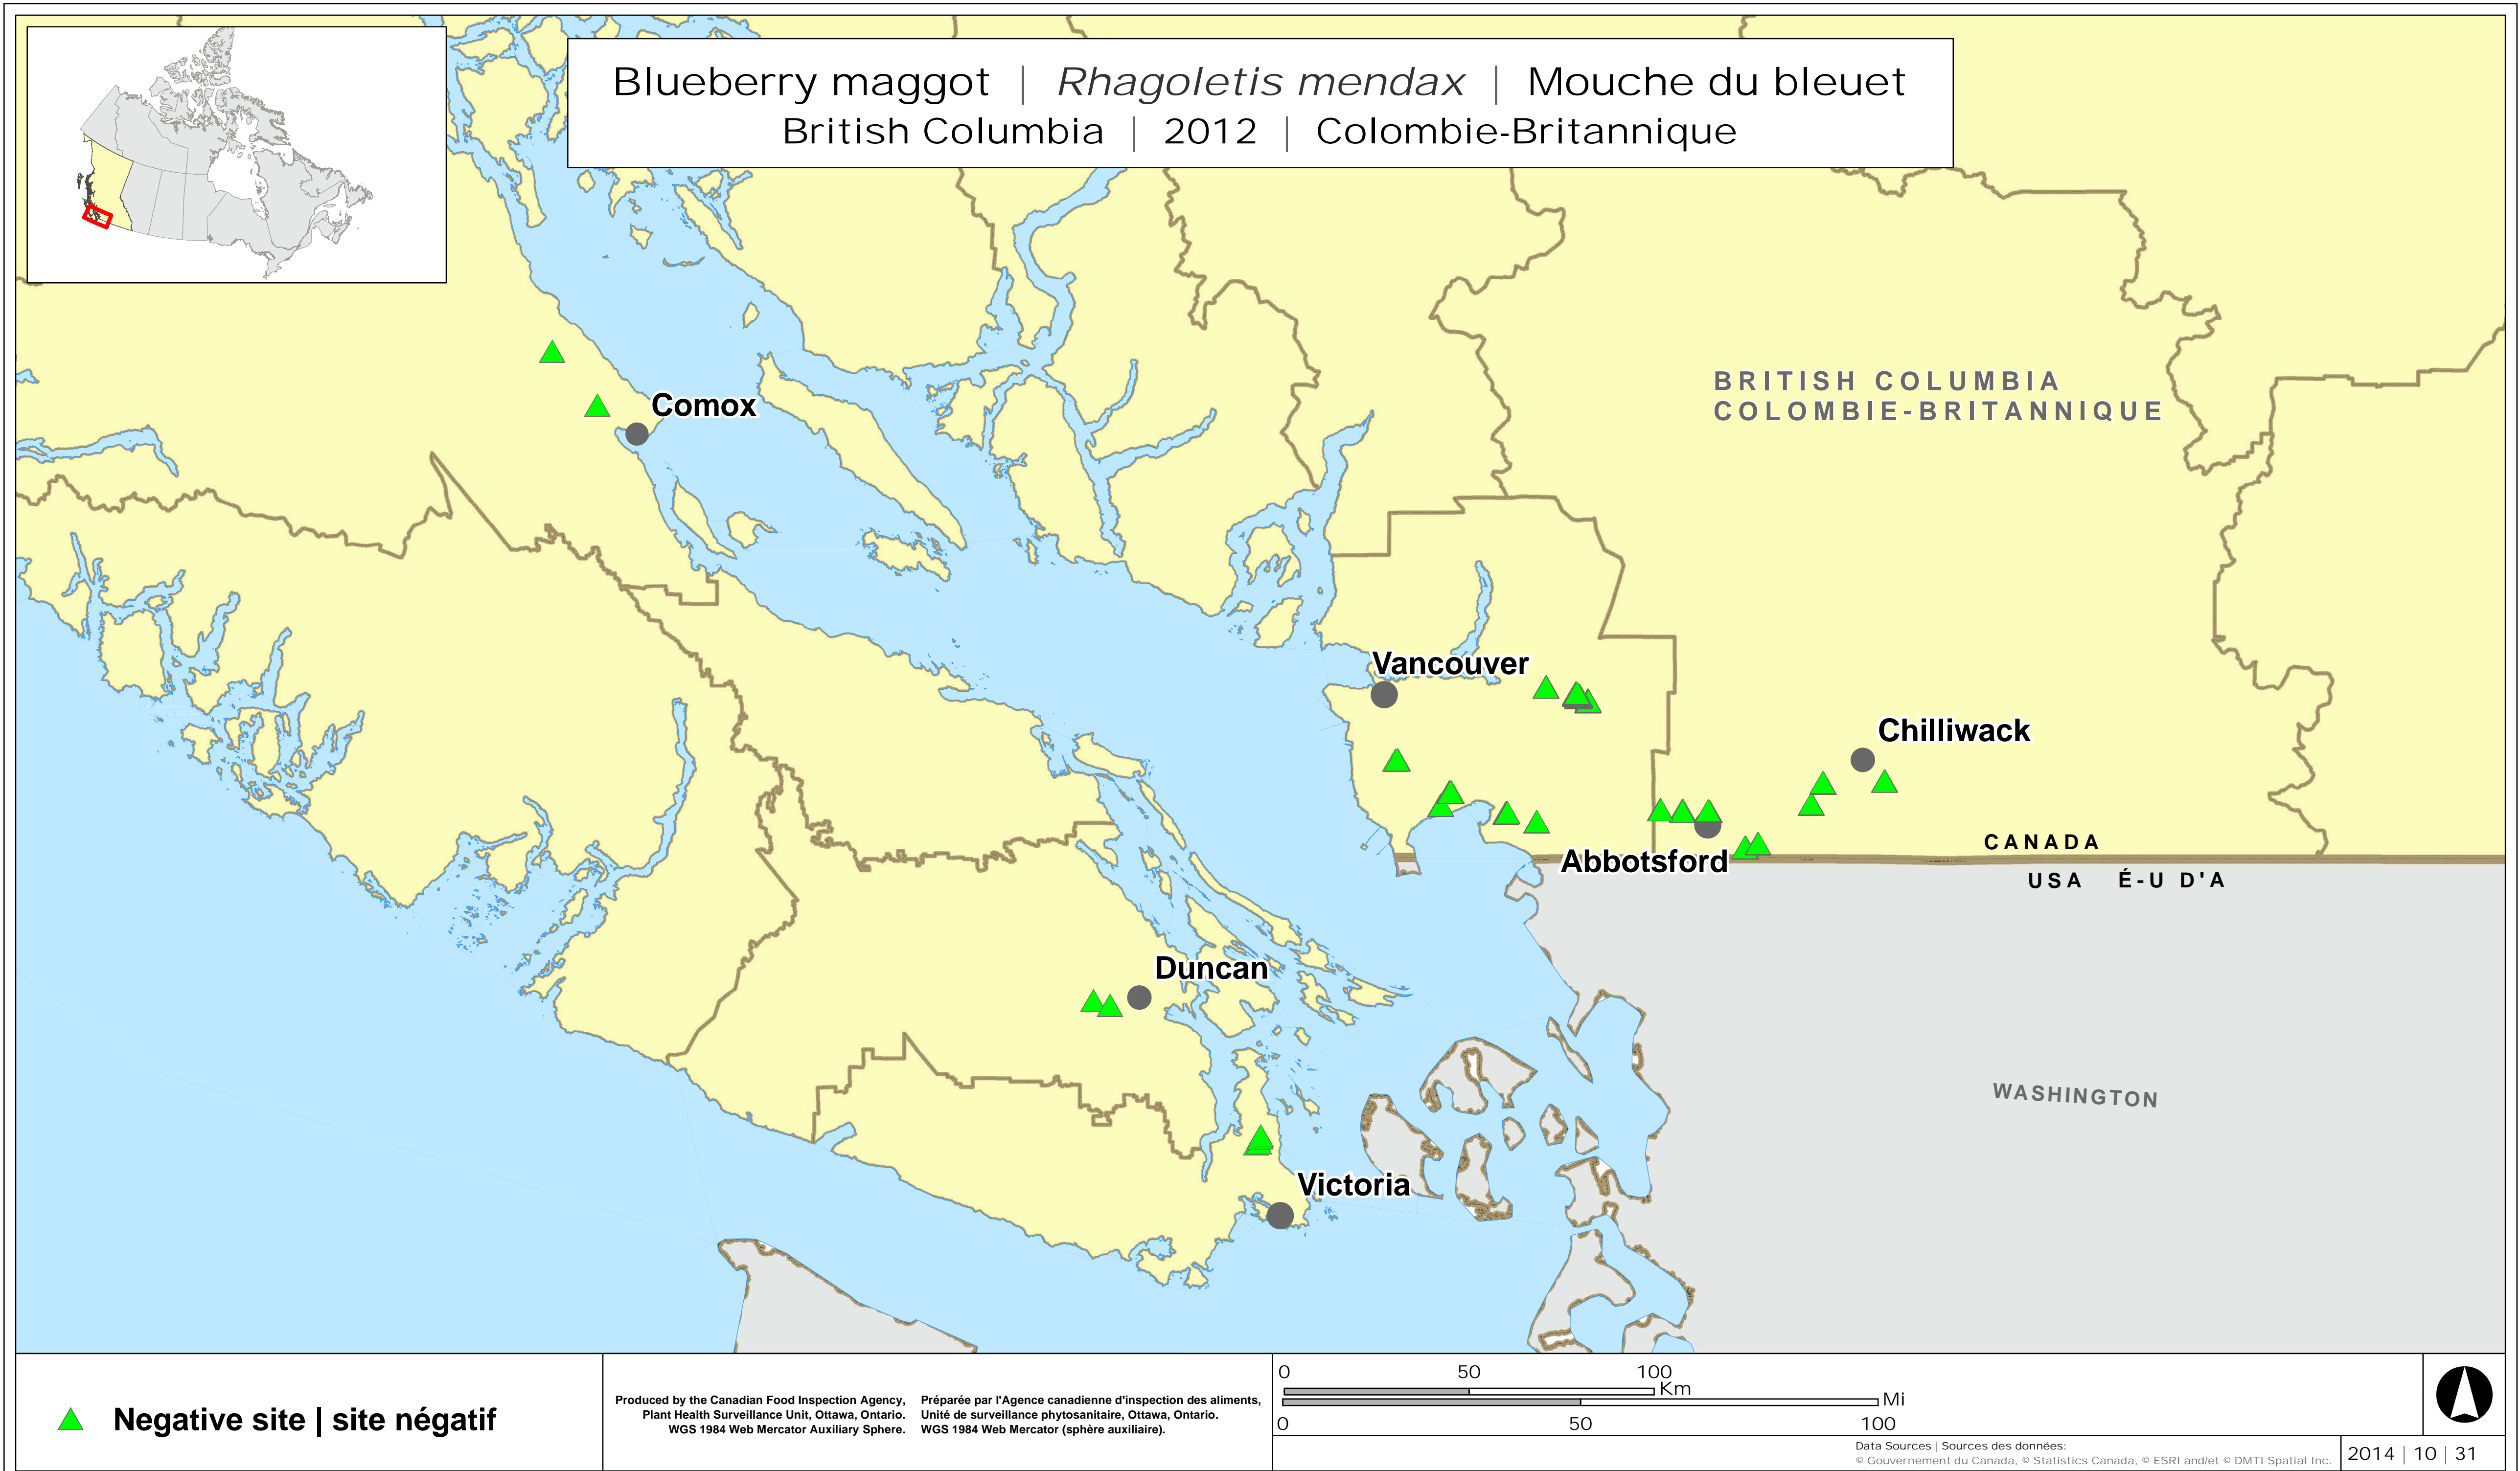 Blueberry maggot | Rhagoletis mendax | Mouche du bleuet
British Columbia | 2012 | Colombie-Britannique
BRITISH COLUMBIA
COLOMBIE-BRITANNIQUE
Comox
Vancouver
Chilliwack
Abbotsford
CANADA
USA É-U D'A
Duncan
WASHINGTON
Victoria
Negative site | site négatif
Produced by the Canadian Food Inspection Agency,
Plant Health Surveillance Unit, Ottawa, Ontario.
WGS 1984 Web Mercator Auxiliary Sphere.
Préparée par l'Agence canadienne d'inspection des aliments,
Unité de surveillance phytosanitaire, Ottawa, Ontario.
WGS 1984 Web Mercator (sphère auxiliaire).
0 50 100
Km
Mi
0 50 100
Data Sources | Sources des données:
© Gouvernement du Canada, © Statistics Canada, © ESRI and/et © DMTI Spatial Inc.
2014 | 10 | 31